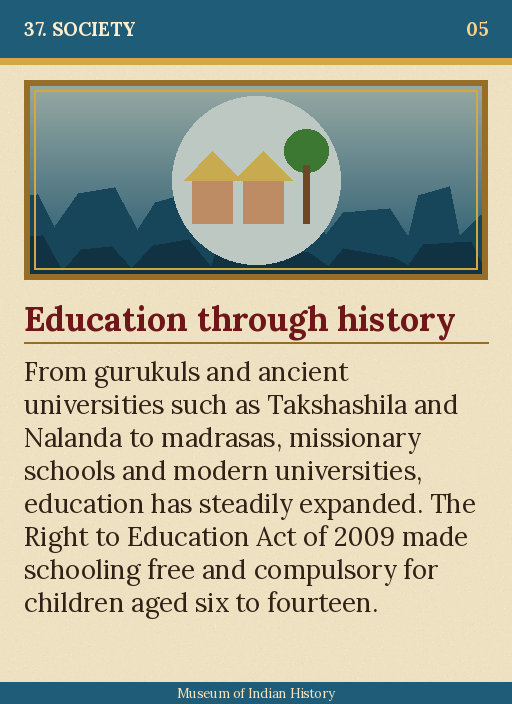 37. SOCIETY
05
Education through history
From gurukuls and ancient
universities such as Takshashila and
Nalanda to madrasas, missionary
schools and modern universities,
education has steadily expanded. The
Right to Education Act of 2009 made
schooling free and compulsory for
children aged six to fourteen.
Museum of Indian History